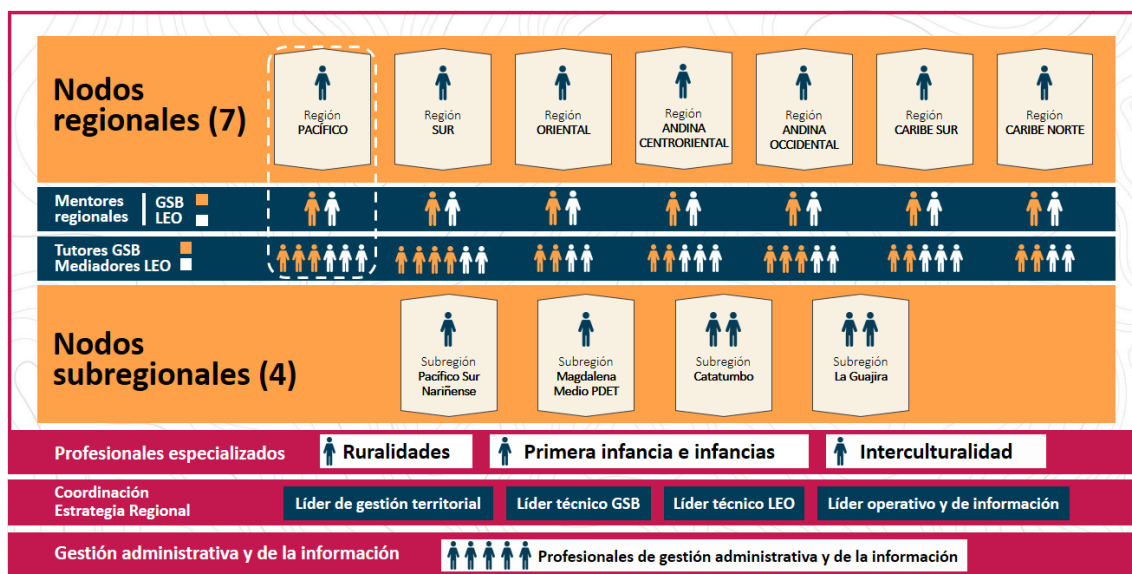 Nodos
regionales (7)
Región
PACÍFICO
Región
SUR
Región
ORIENTAL
Región
ANDINA
CENTRORIENTAL
Región
ANDINA
OCCIDENTAL
Región
CARIBE SUR
Región
CARIBE NORTE
Mentores
regionales
GSB
LEO
Tutores GSB
Mediadores LEO
Nodos
subregionales (4)
Subregión
Pacífico Sur
Nariñense
Subregión
Magdalena
Medio PDET
Subregión
Catatumbo
Subregión
La Guajira
Profesionales especializados
Ruralidades
Primera infancia e infancias
Interculturalidad
Coordinación
Estrategia Regional
Líder de gestión territorial
Líder técnico GSB
Líder técnico LEO
Líder operativo y de información
Gestión administrativa y de la información
Profesionales de gestión administrativa y de la información